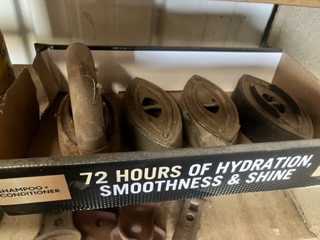 72 HOURS OF HYDRATION,
SMOOTHNESS & SHINE
SHAMPOO +
CONDITIONER